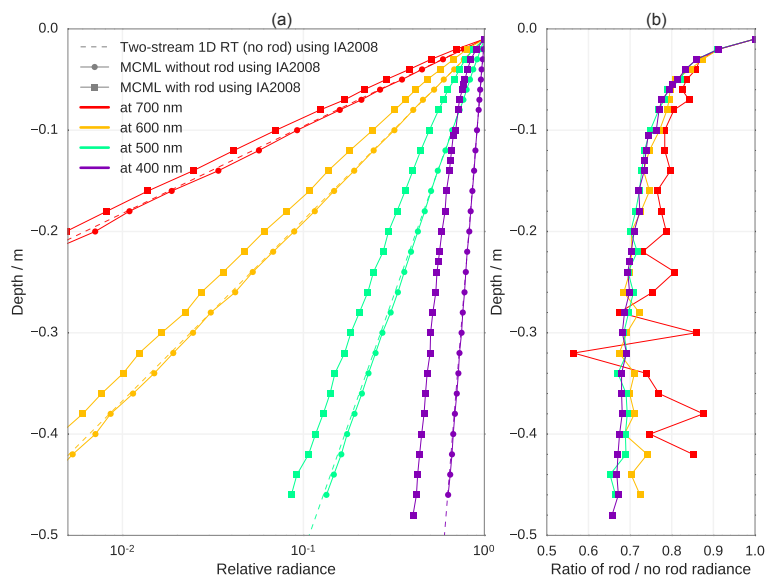 (a)
(b)
Two-stream 1D RT (no rod) using IA2008
MCML without rod using IA2008
MCML with rod using IA2008
at 700 nm
at 600 nm
at 500 nm
at 400 nm
0.0
−0.1
−0.2
−0.3
−0.4
−0.5
Depth / m
10-2
10-1
100
Relative radiance
0.0
−0.1
−0.2
−0.3
−0.4
−0.5
Depth / m
0.5 0.6 0.7 0.8 0.9 1.0
Ratio of rod / no rod radiance